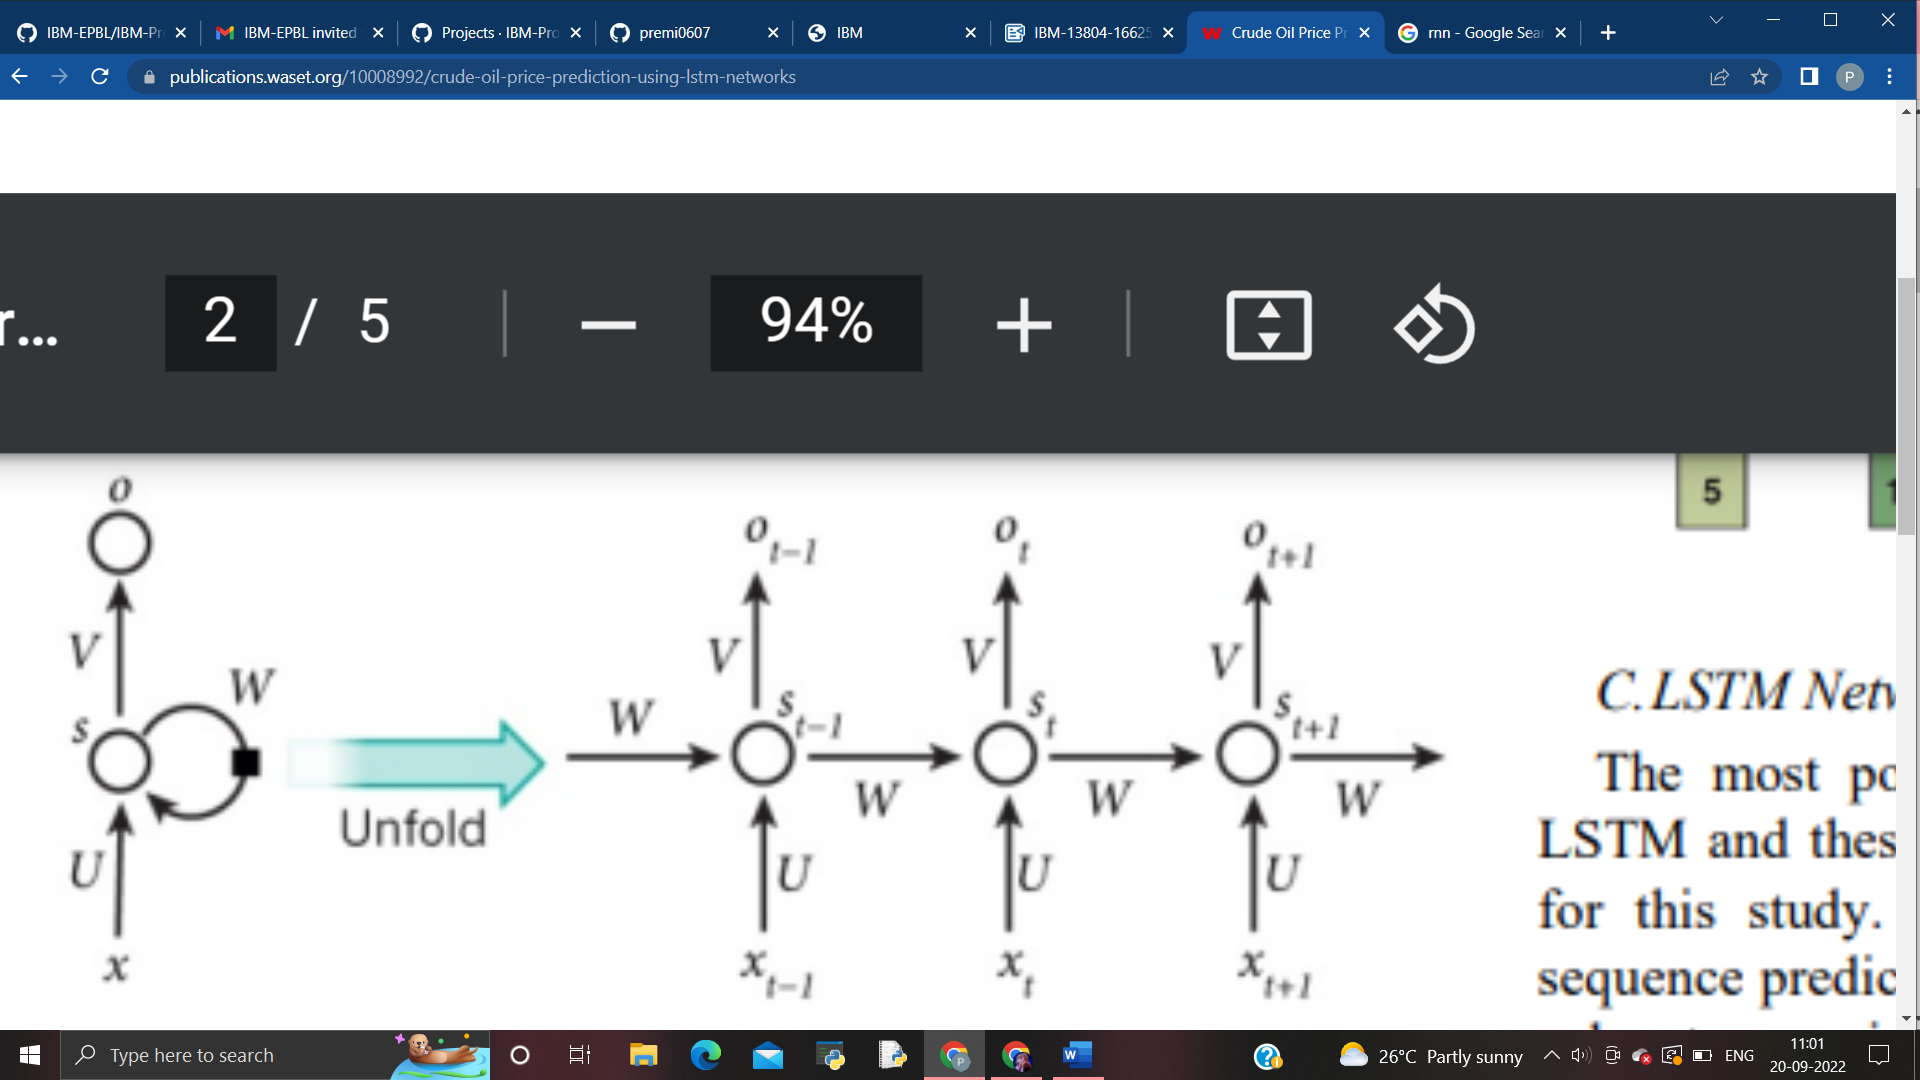 IBM-EPBL/IBM-Pr
IBM-EPBL invited
Projects · IBM-Pro
premi0607
IBM
IBM-13804-16625
Crude Oil Price Pr
rnn - Google Sear
publications.waset.org/10008992/crude-oil-price-prediction-using-lstm-networks
P
r...
2 / 5
94%
5
1
o
V
W
s
U
x
Unfold
o t-1
o t
o t+1
V
V
V
W
s t-1
s t
s t+1
W
W
W
U
U
U
x t-1
x t
x t+1
C. LSTM Netw
The most po
LSTM and thes
for this study.
sequence predic
Type here to search
26°C Partly sunny
ENG
11:01
20-09-2022